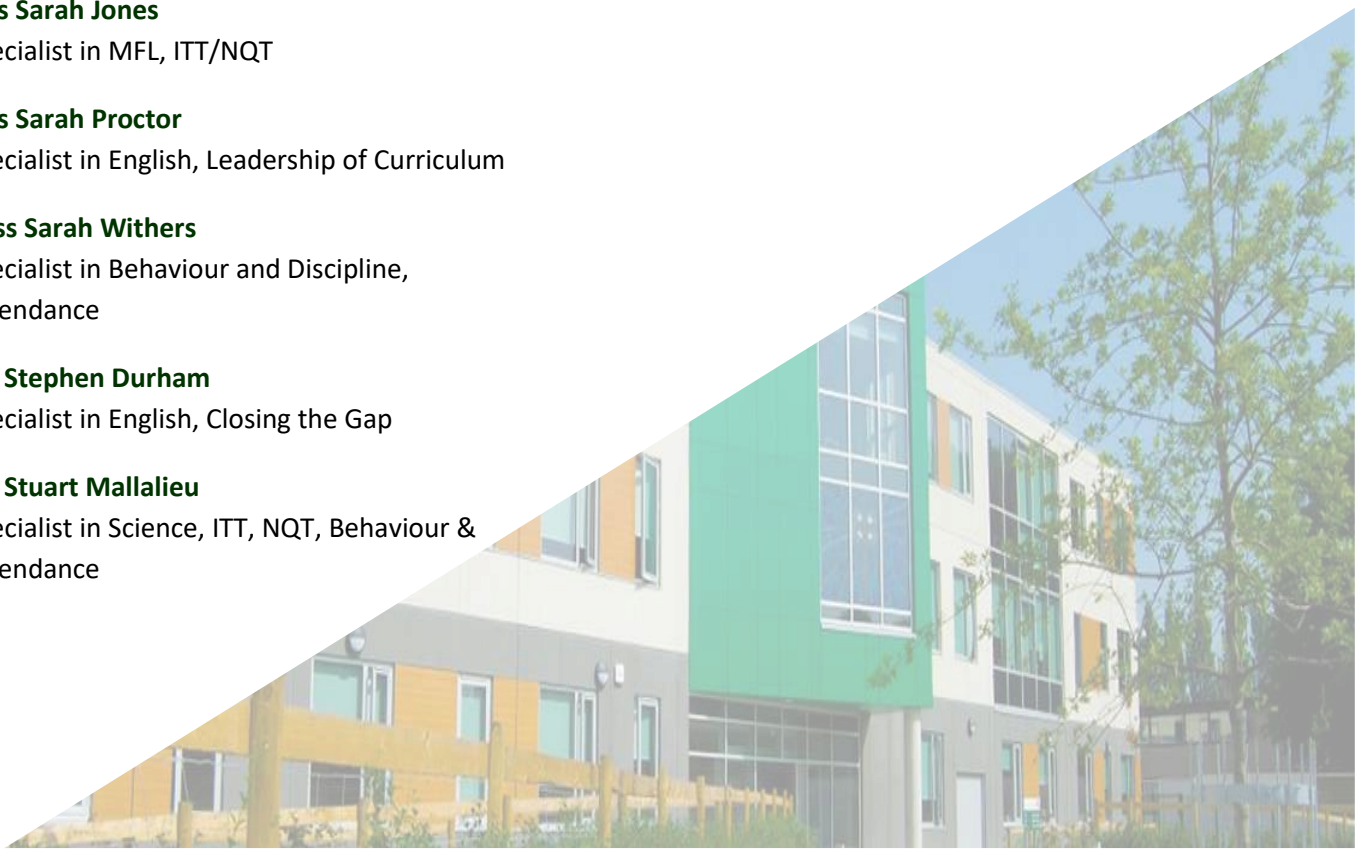 s Sarah Jones
ecialist in MFL, ITT/NQT
s Sarah Proctor
ecialist in English, Leadership of Curriculum
ss Sarah Withers
ecialist in Behaviour and Discipline,
endance
Stephen Durham
ecialist in English, Closing the Gap
Stuart Mallalieu
ecialist in Science, ITT, NQT, Behaviour &
endance